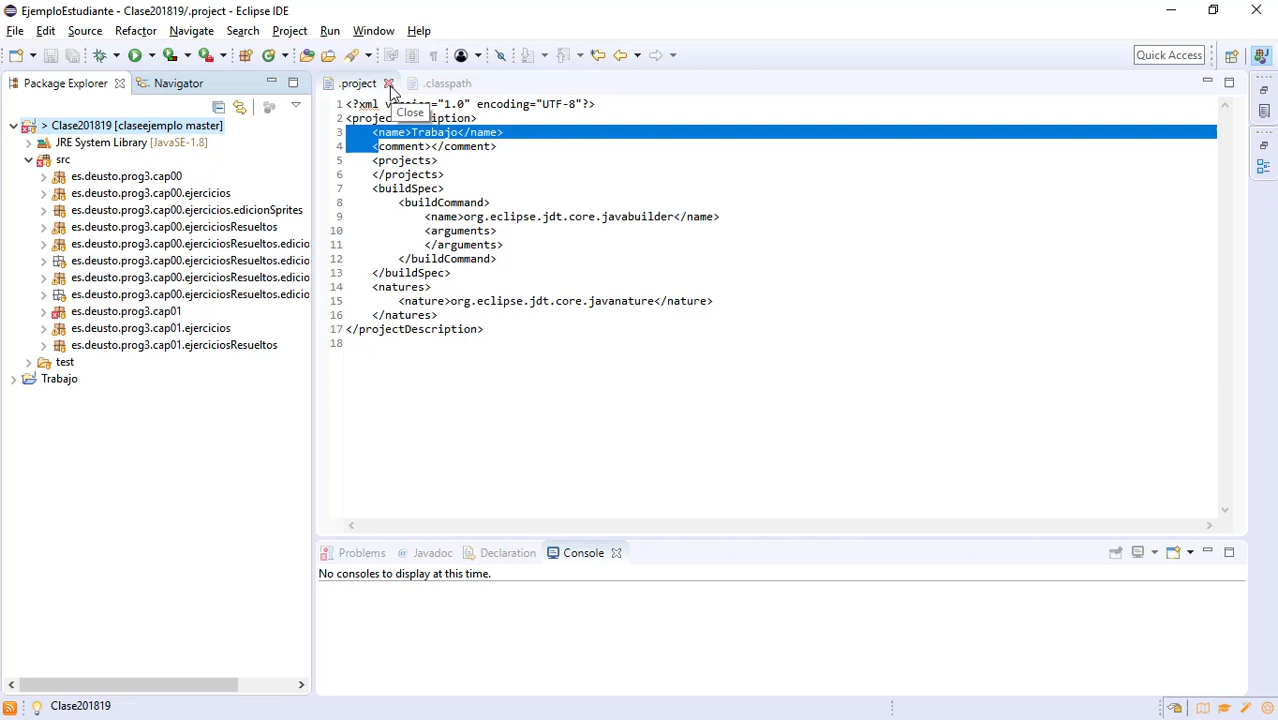 EjemploEstudiante - Clase201819/.project - Eclipse IDE
File Edit Source Refactor Navigate Search Project Run Window Help
Quick Access
Package Explorer Navigator
> Clase201819 [claseejemplo master]
JRE System Library [JavaSE-1.8]
src
es.deusto.prog3.cap00
es.deusto.prog3.cap00.ejercicios
es.deusto.prog3.cap00.ejercicios.edicionSprites
es.deusto.prog3.cap00.ejerciciosResueltos
es.deusto.prog3.cap00.ejerciciosResueltos.edicio
es.deusto.prog3.cap00.ejerciciosResueltos.edicio
es.deusto.prog3.cap00.ejerciciosResueltos.edicio
es.deusto.prog3.cap00.ejerciciosResueltos.edicio
es.deusto.prog3.cap01
es.deusto.prog3.cap01.ejercicios
es.deusto.prog3.cap01.ejerciciosResueltos
test
Trabajo
.project .classpath
Close
1 <?xml version="1.0" encoding="UTF-8"?>
2 <projec ription>
3 <name>Trabajo</name>
4 <comment></comment>
5 <projects>
6 </projects>
7 <buildSpec>
8 <buildCommand>
9 <name>org.eclipse.jdt.core.javabuilder</name>
10 <arguments>
11 </arguments>
12 </buildCommand>
13 </buildSpec>
14 <natures>
15 <nature>org.eclipse.jdt.core.javanature</nature>
16 </natures>
17 </projectDescription>
18
Problems Javadoc Declaration Console
No consoles to display at this time.
Clase201819